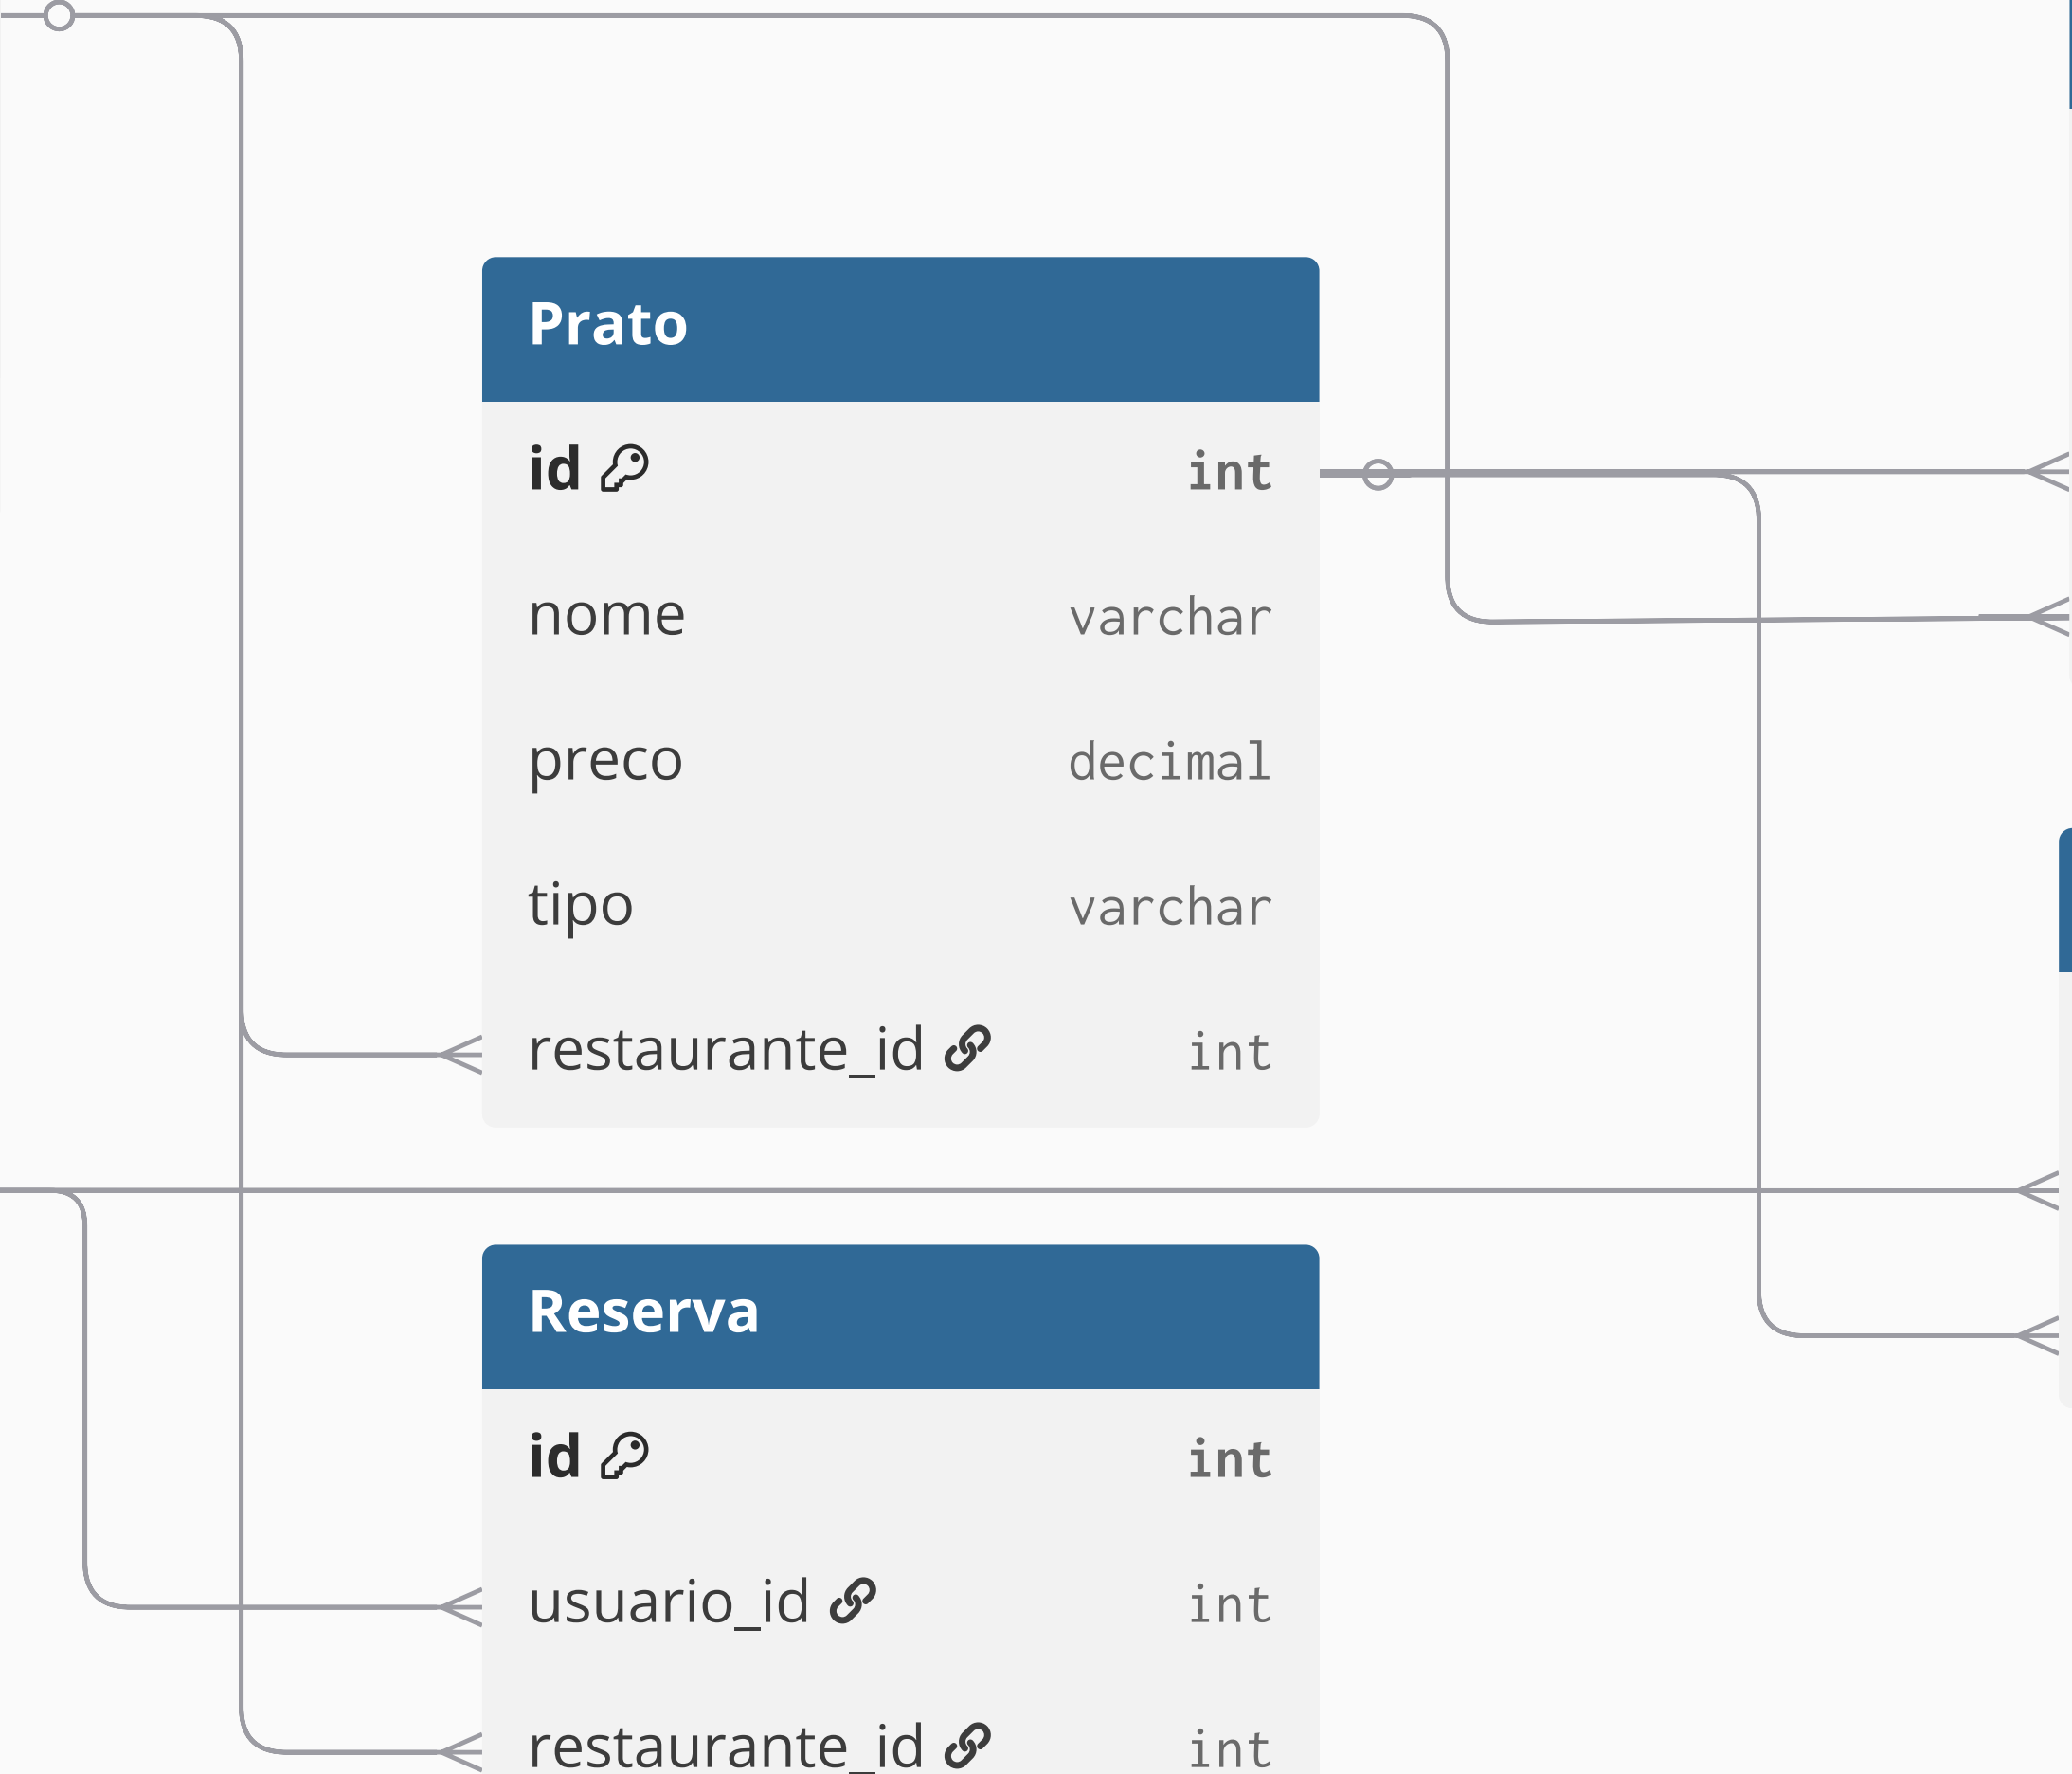 Prato
id int
nome varchar
preco decimal
tipo varchar
restaurante_id int
Reserva
id int
usuario_id int
restaurante_id int